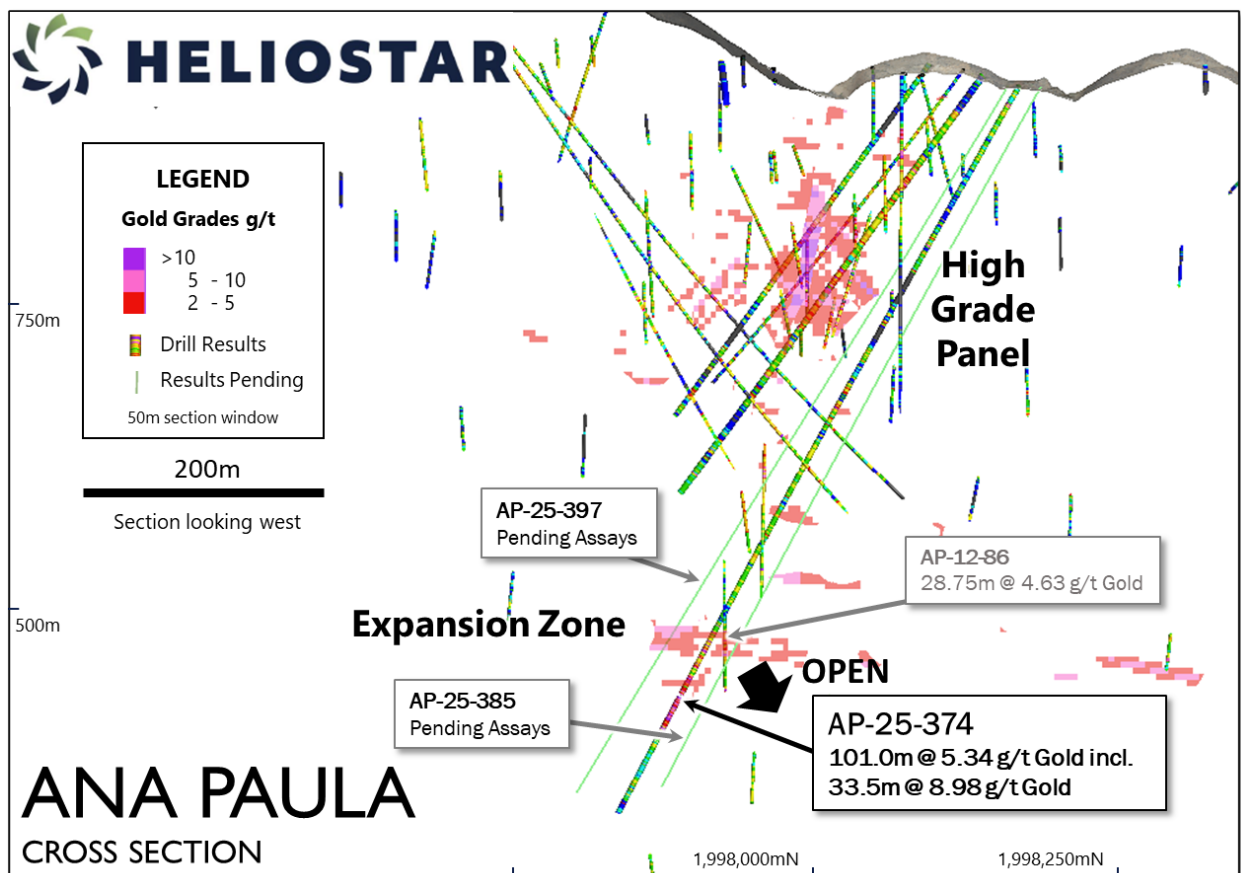 HELIOSTAR
LEGEND
Gold Grades g/t
>10
5 - 10
2 - 5
Drill Results
Results Pending
50m section window
200m
Section looking west
750m
500m
High
Grade
Panel
AP-25-397
Pending Assays
AP-12-86
28.75m @ 4.63 g/t Gold
Expansion Zone
OPEN
AP-25-385
Pending Assays
AP-25-374
101.0m @ 5.34 g/t Gold incl.
33.5m @ 8.98 g/t Gold
ANA PAULA
CROSS SECTION
1,998,000mN
1,998,250mN